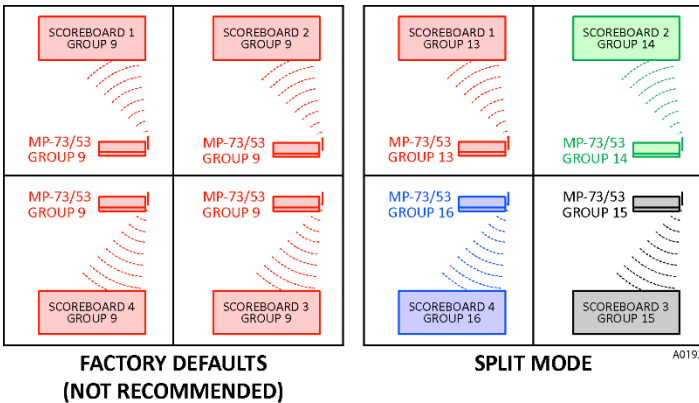 SCOREBOARD 1
GROUP 9
SCOREBOARD 2
GROUP 9
MP-73/53
GROUP 9
MP-73/53
GROUP 9
MP-73/53
GROUP 9
MP-73/53
GROUP 9
SCOREBOARD 4
GROUP 9
SCOREBOARD 3
GROUP 9
FACTORY DEFAULTS
(NOT RECOMMENDED)
SCOREBOARD 1
GROUP 13
SCOREBOARD 2
GROUP 14
MP-73/53
GROUP 13
MP-73/53
GROUP 14
MP-73/53
GROUP 16
MP-73/53
GROUP 15
SCOREBOARD 4
GROUP 16
SCOREBOARD 3
GROUP 15
SPLIT MODE